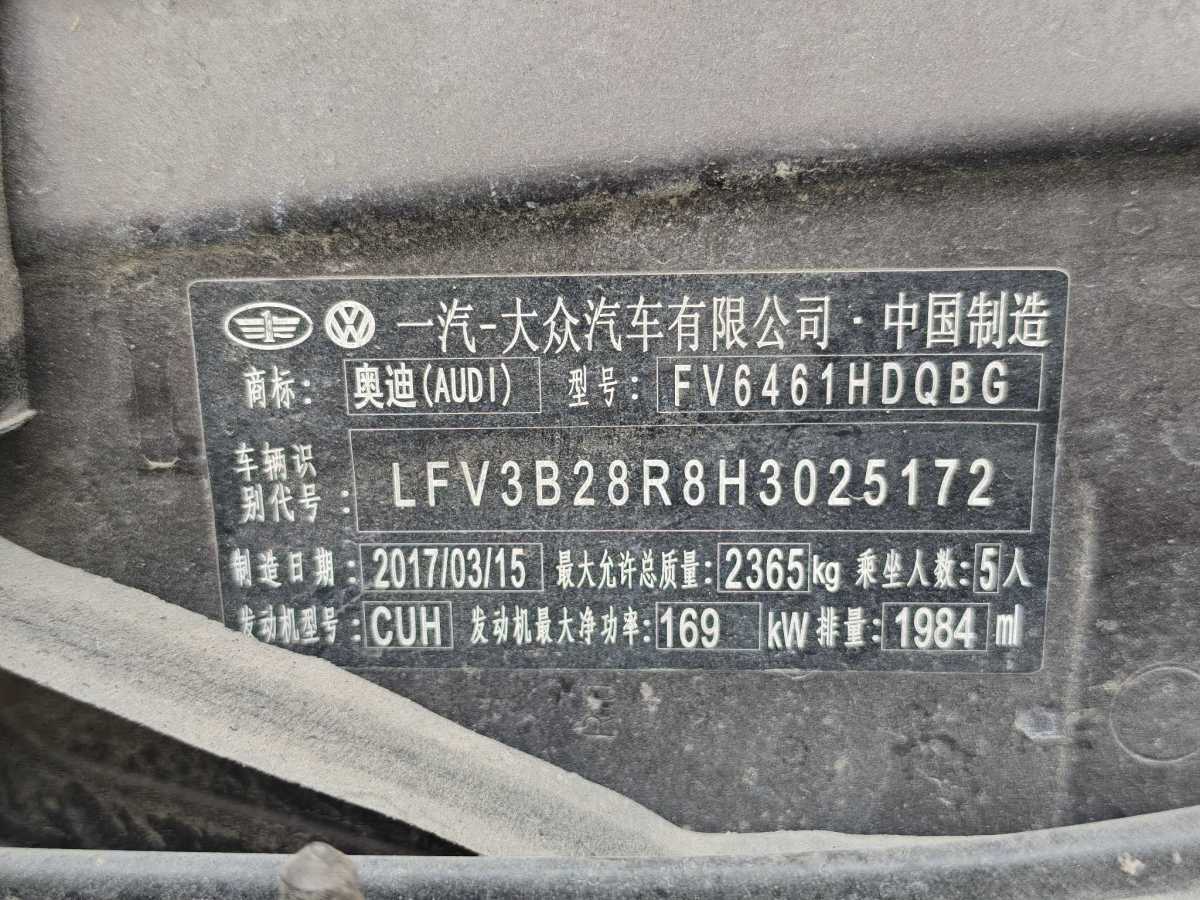 一汽-大众汽车有限公司·中国制造
商标: 奥迪(AUDI) 型号: FV6461HDQBG
车辆识
别代号: LFV3B28R8H3025172
制造日期: 2017/03/15 最大允许总质量: 2365kg 乘坐人数: 5人
发动机型号: CUH 发动机最大净功率: 169 kW 排量: 1984 ml